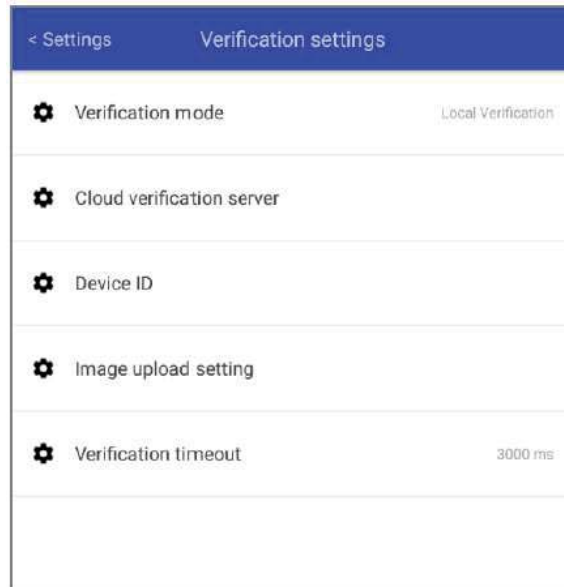 < Settings Verification settings
Verification mode Local Verification
Cloud verification server
Device ID
Image upload setting
Verification timeout 3000 ms